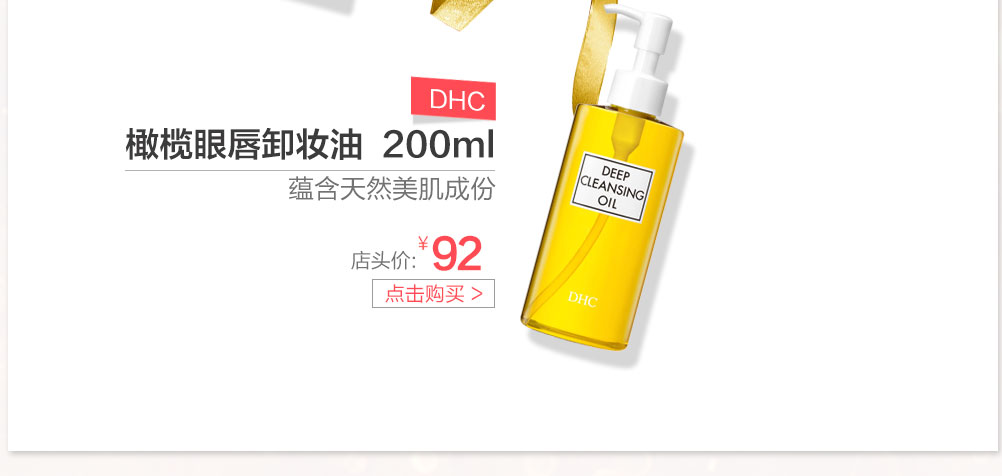 DHC
橄榄眼唇卸妆油 200ml
蕴含天然美肌成份
店头价:¥92
点击购买 >
DEEP
CLEANSING
OIL
DHC